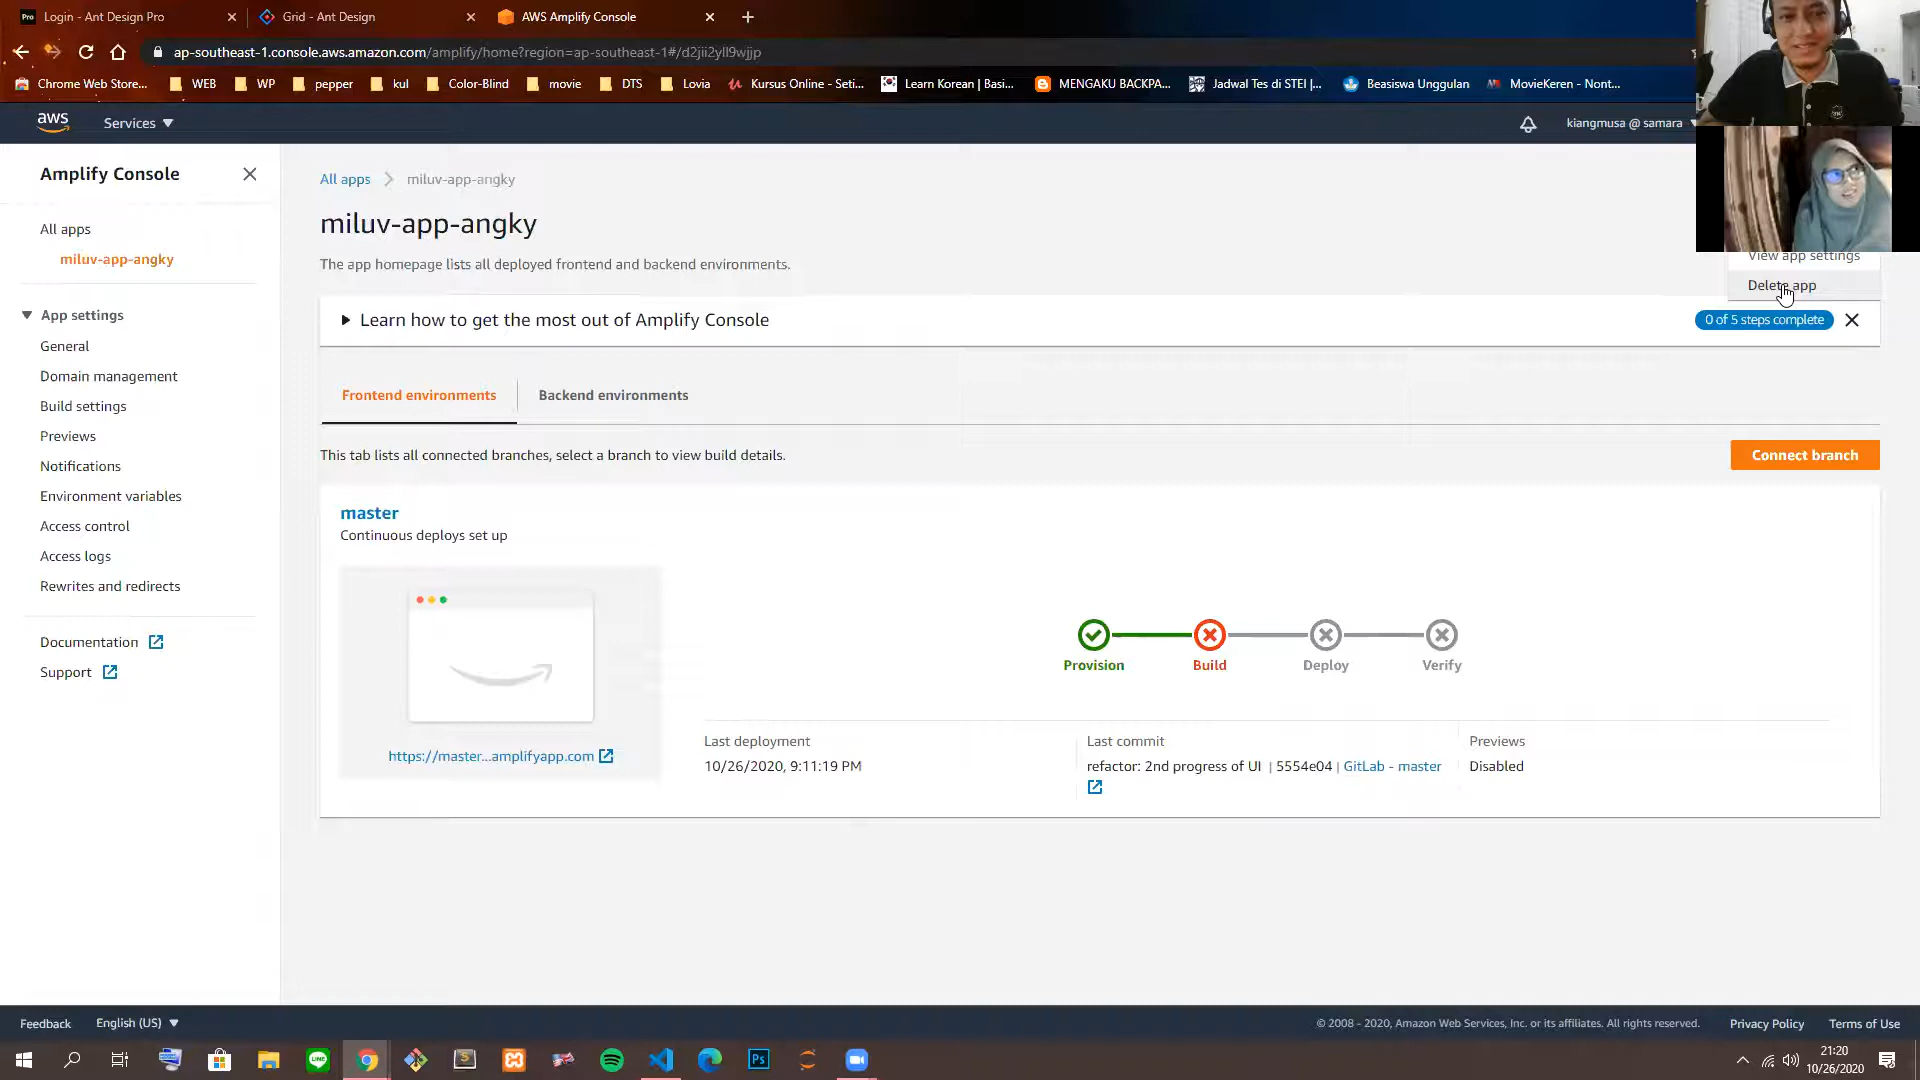 Login - Ant Design Pro
Grid - Ant Design
AWS Amplify Console
ap-southeast-1.console.aws.amazon.com/amplify/home?region=ap-southeast-1#/d2jii2yll9wjjp
Chrome Web Store...
WEB
WP
pepper
kul
Color-Blind
movie
DTS
Lovia
Kursus Online - Seti...
Learn Korean | Basi...
MENGAKU BACKPA...
Jadwal Tes di STEI |...
Beasiswa Unggulan
MovieKeren - Nont...
aws
Services
kiangmusa @ samara
Amplify Console
All apps
miluv-app-angky
App settings
General
Domain management
Build settings
Previews
Notifications
Environment variables
Access control
Access logs
Rewrites and redirects
Documentation
Support
All apps
miluv-app-angky
miluv-app-angky
The app homepage lists all deployed frontend and backend environments.
View app settings
Delete app
Learn how to get the most out of Amplify Console
0 of 5 steps complete
Frontend environments
Backend environments
This tab lists all connected branches, select a branch to view build details.
Connect branch
master
Continuous deploys set up
https://master...amplifyapp.com
Provision
Build
Deploy
Verify
Last deployment
10/26/2020, 9:11:19 PM
Last commit
refactor: 2nd progress of UI | 5554e04 | GitLab - master
Previews
Disabled
Feedback
English (US)
© 2008 - 2020, Amazon Web Services, Inc. or its affiliates. All rights reserved.
Privacy Policy
Terms of Use
21:20
10/26/2020